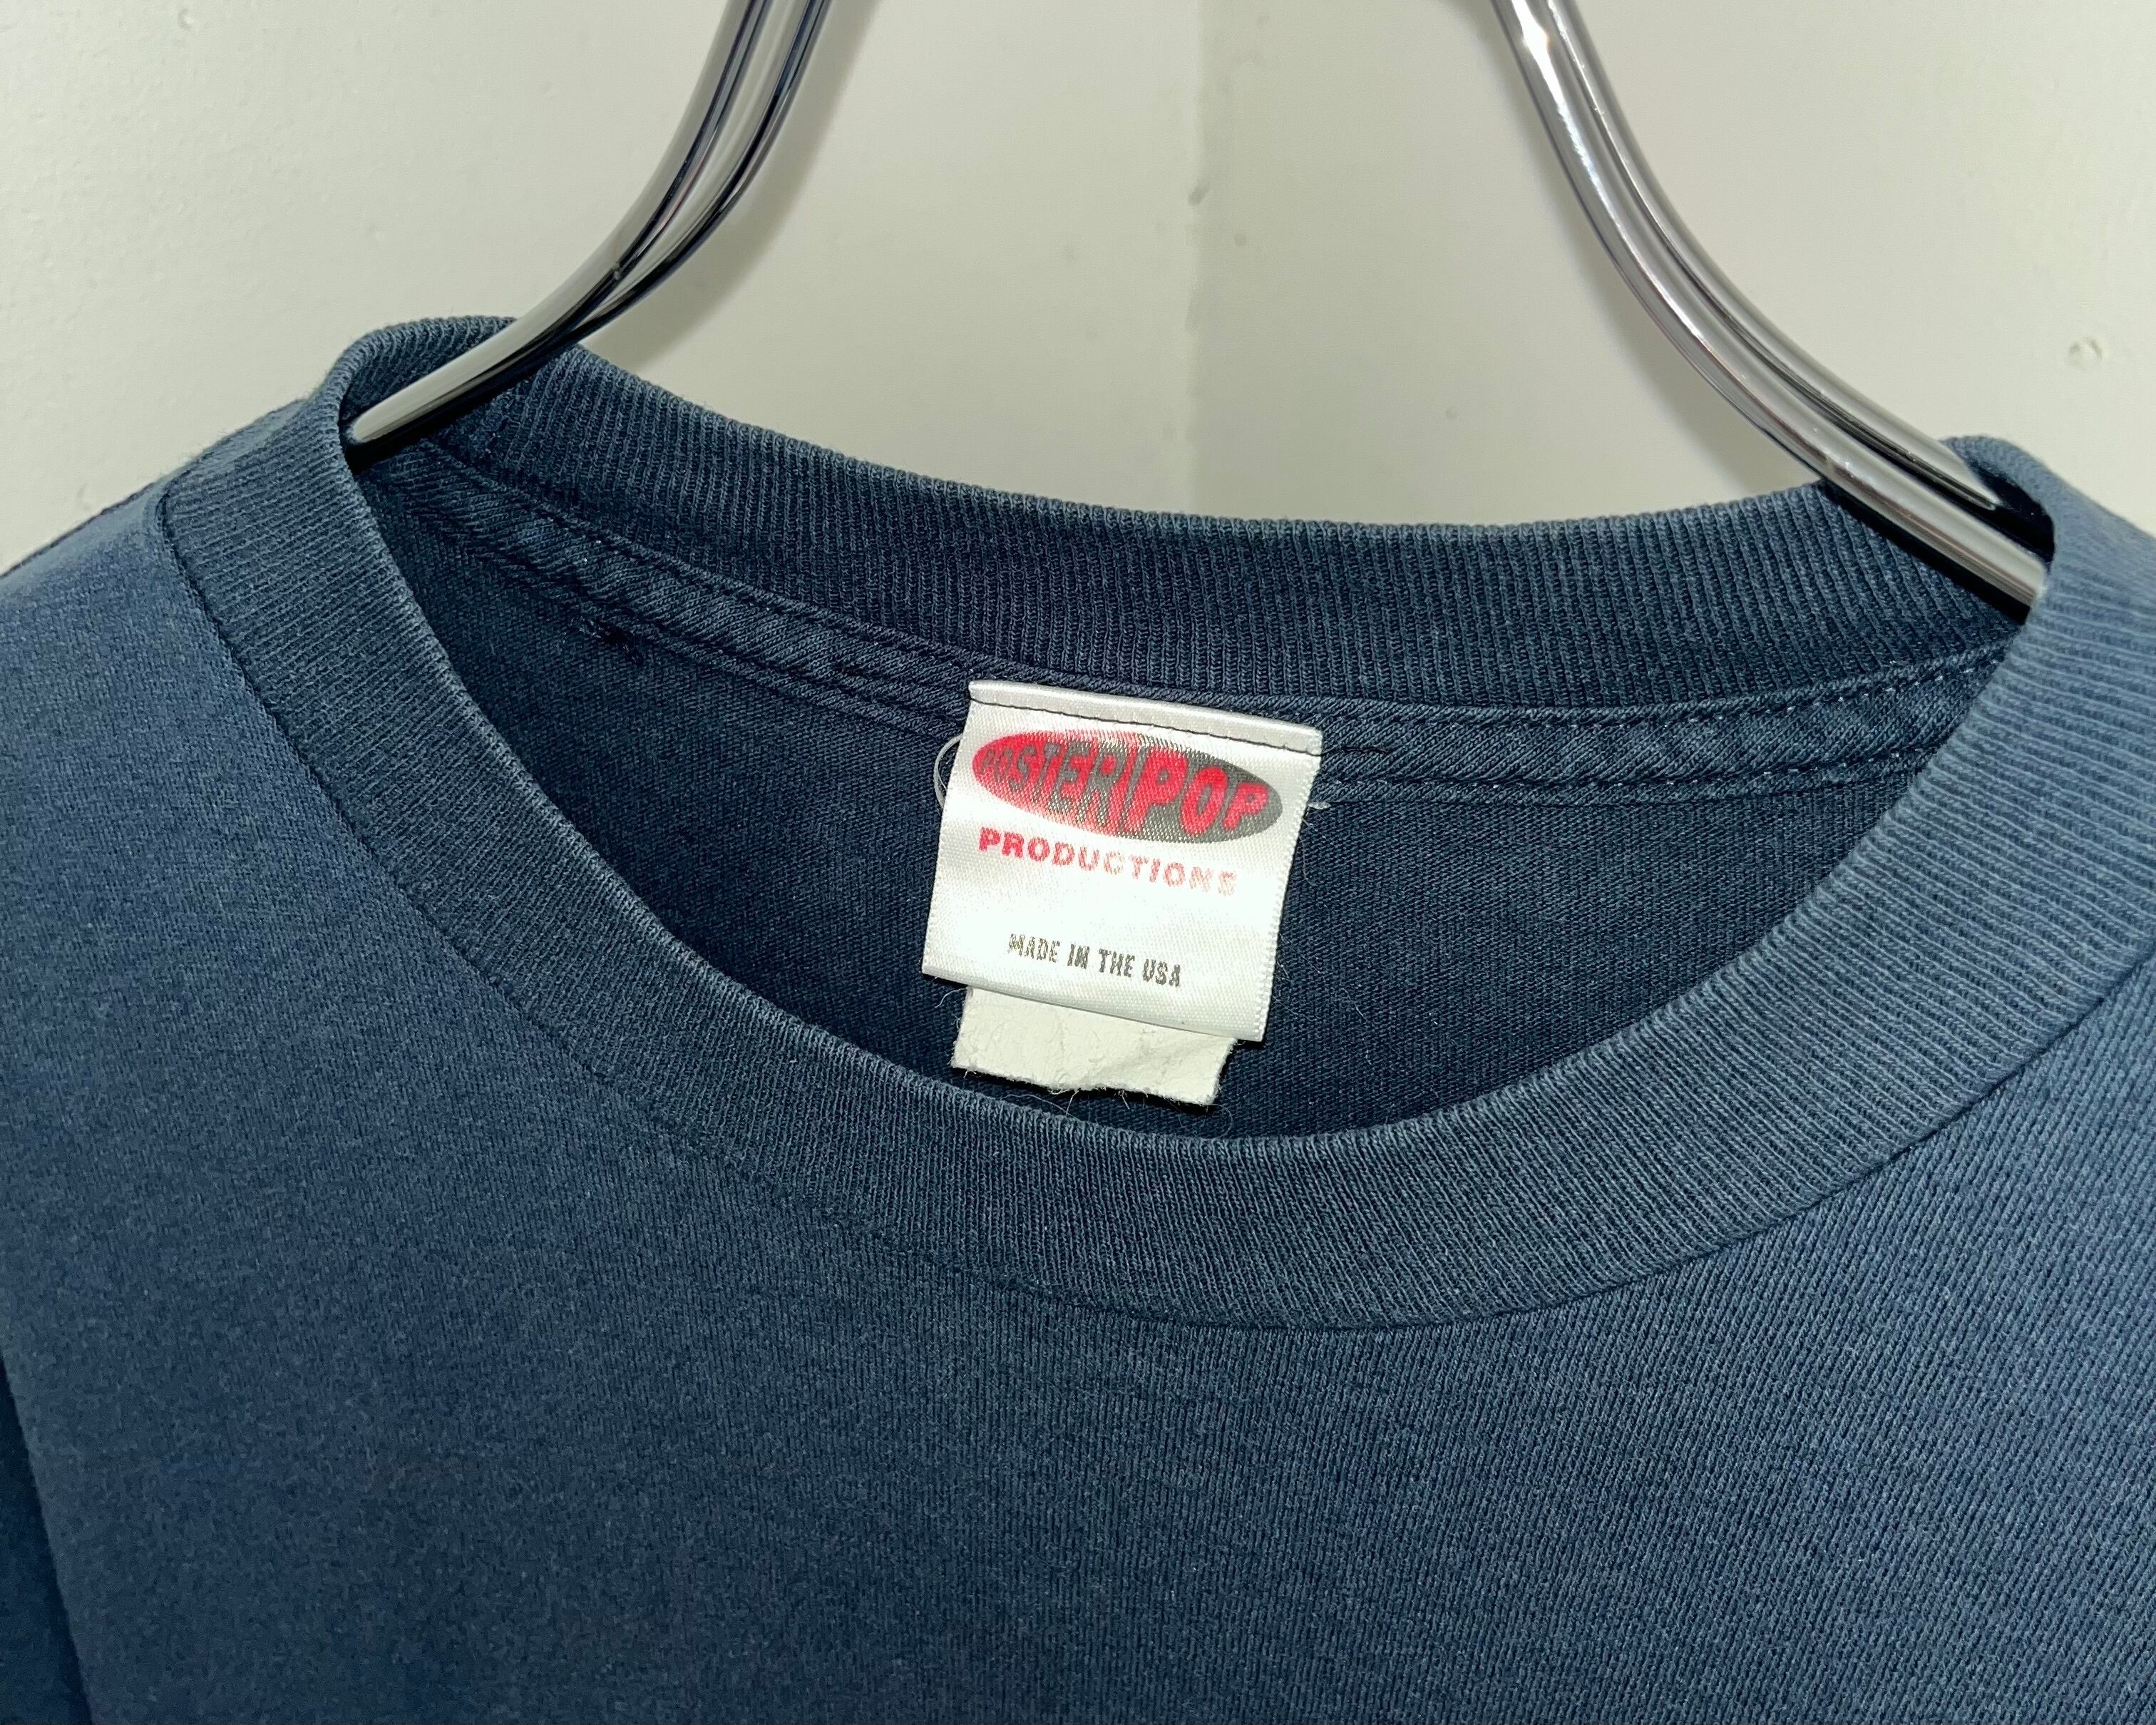 POSTER POP
PRODUCTIONS
MADE IN THE USA